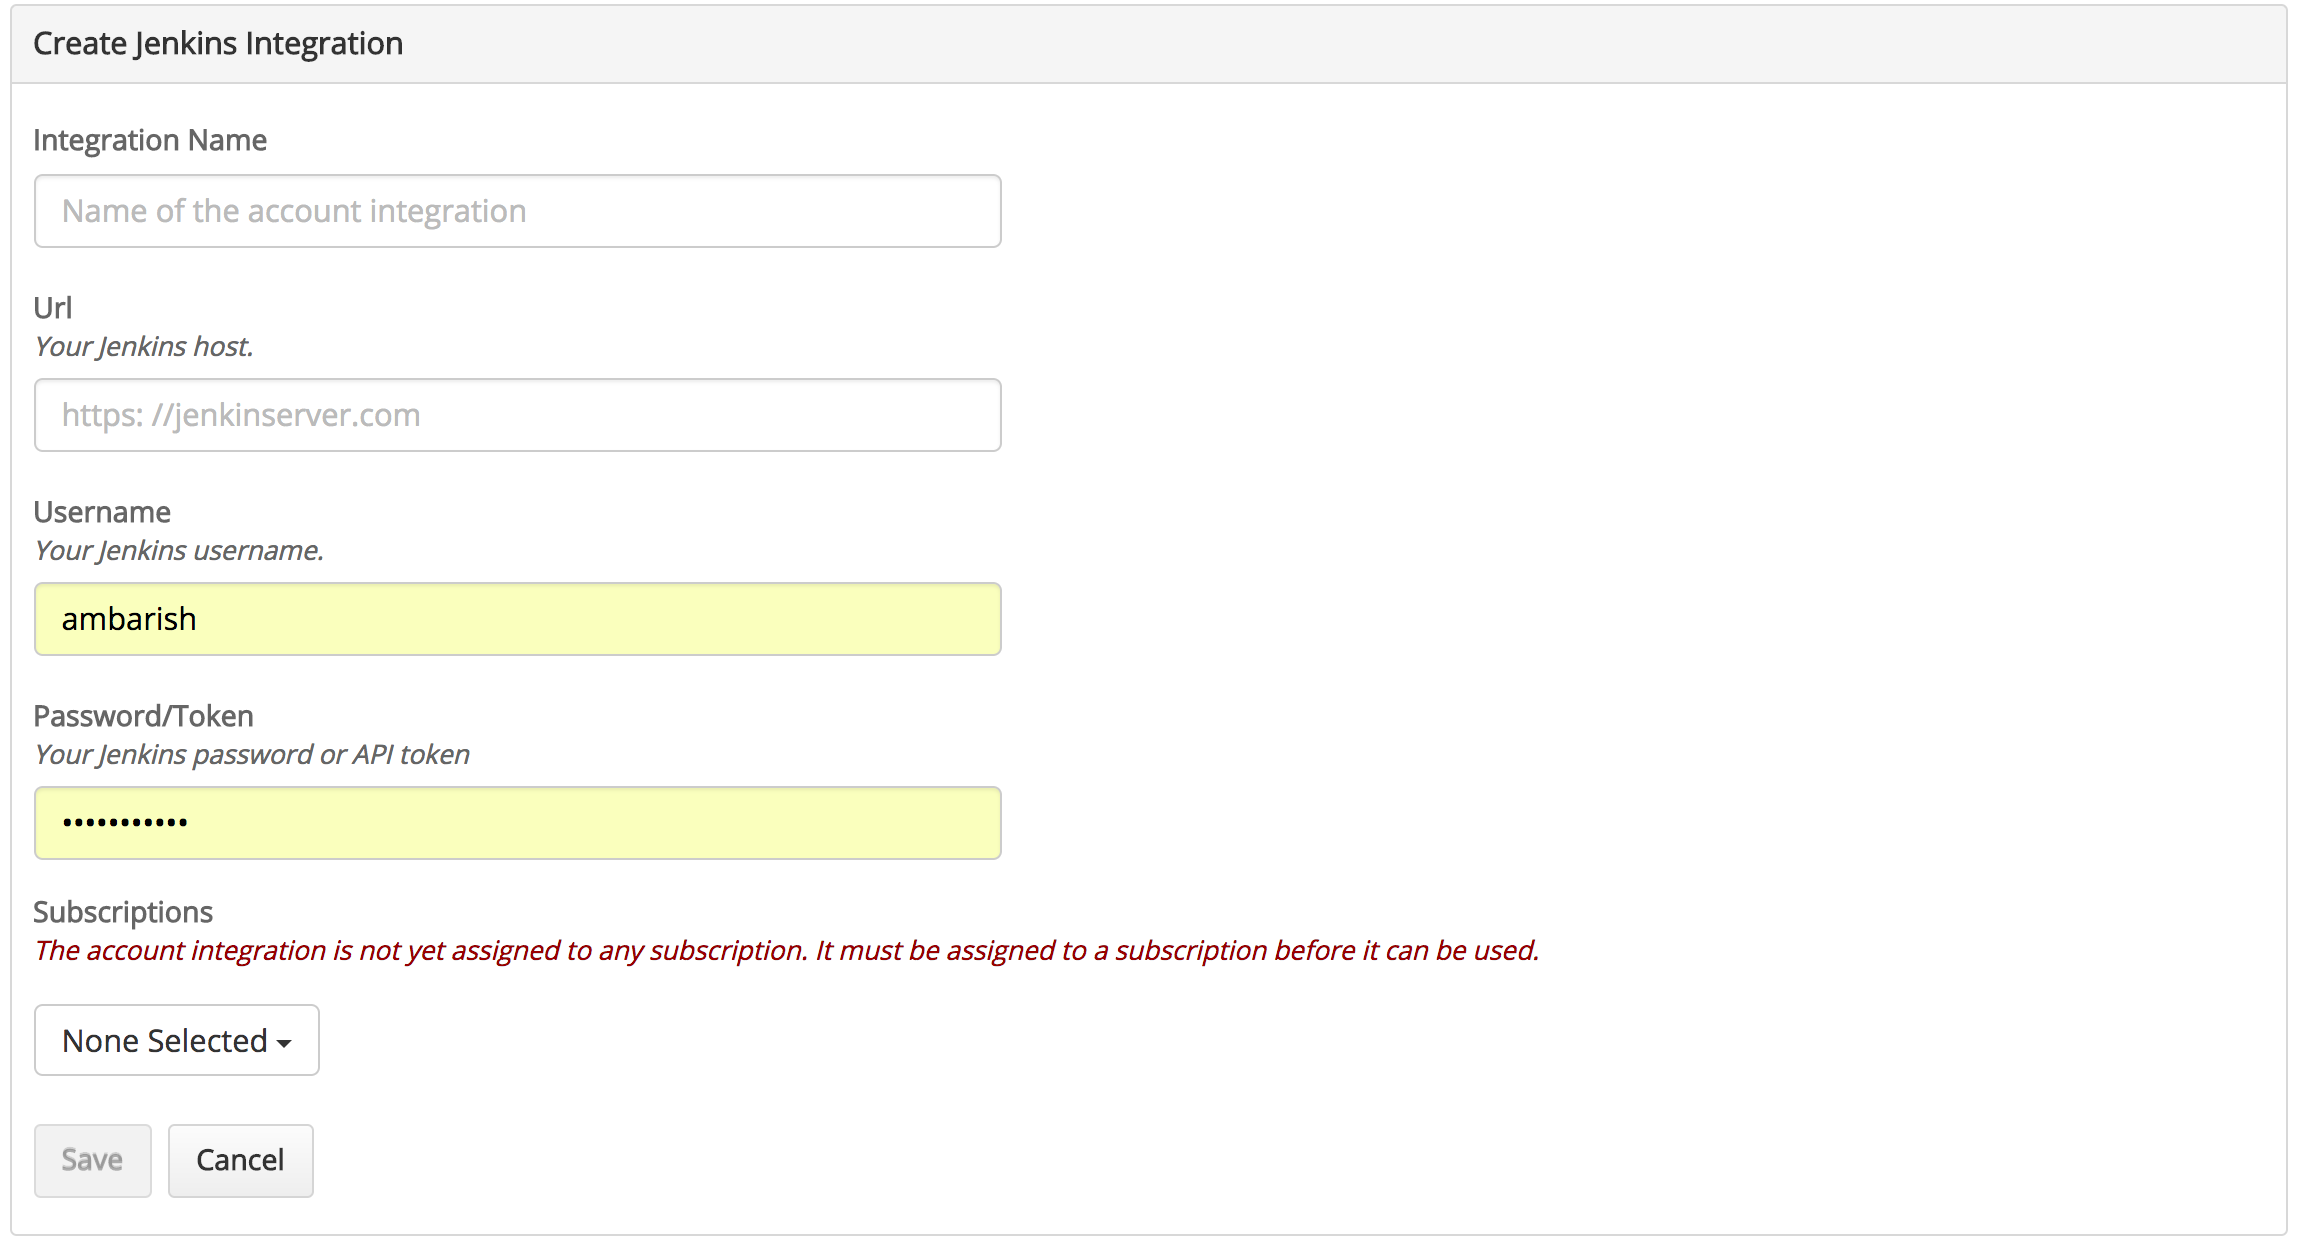 Create Jenkins Integration
Integration Name
Name of the account integration
Url
Your Jenkins host.
https: //jenkinserver.com
Username
Your Jenkins username.
ambarish
Password/Token
Your Jenkins password or API token
•••••••••••
Subscriptions
The account integration is not yet assigned to any subscription. It must be assigned to a subscription before it can be used.
None Selected
Save Cancel